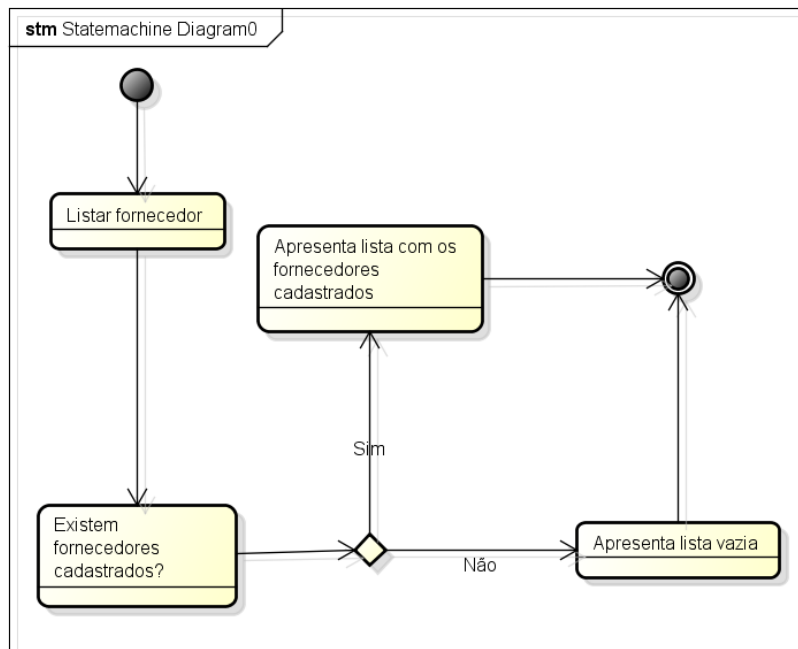 stm Statemachine Diagram0
Listar fornecedor
Apresenta lista com os
fornecedores
cadastrados
Sim
Existem
fornecedores
cadastrados?
Não
Apresenta lista vazia